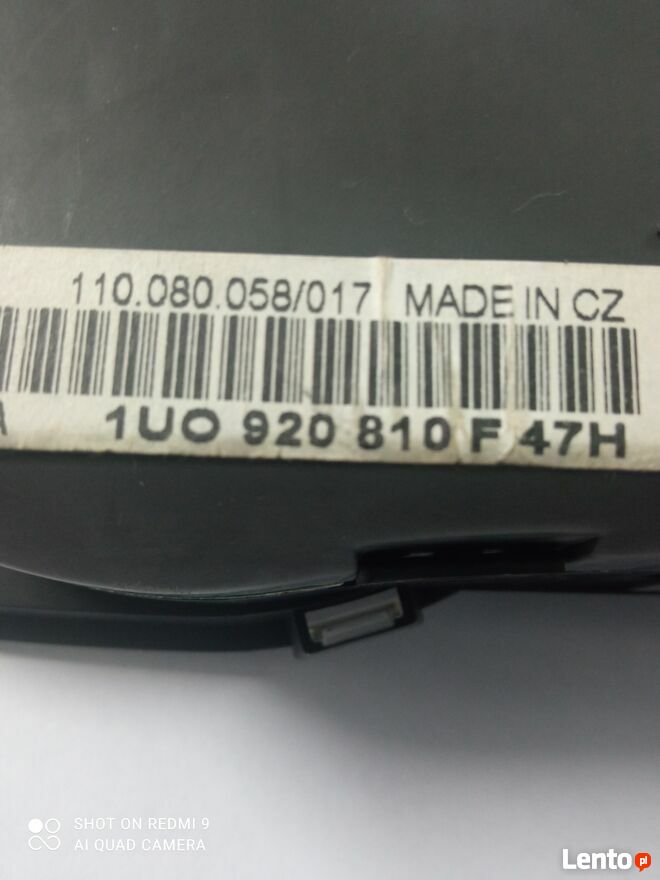 110.080.058/017 MADE IN CZ
A 1UO 920 810 F 47H
SHOT ON REDMI 9
AI QUAD CAMERA
Lento.pl